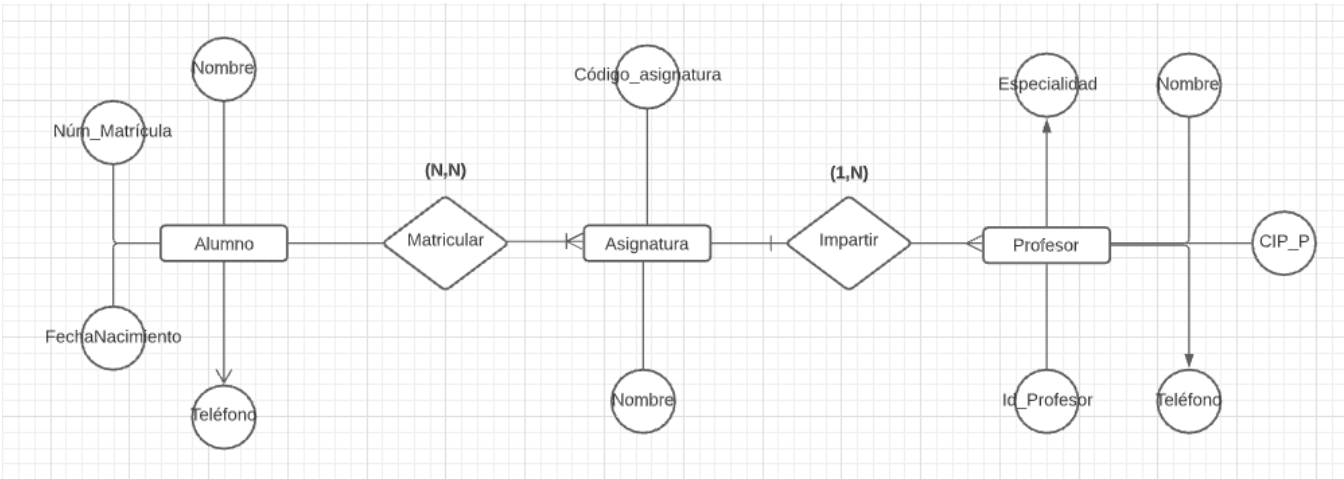 Nombre
Núm_Matrícula
FechaNacimiento
Alumno
Teléfono
(N,N)
Matricular
Código_asignatura
Asignatura
Nombre
(1,N)
Impartir
Especialidad
Nombre
Profesor
CIP_P
Id_Profesor
Teléfono